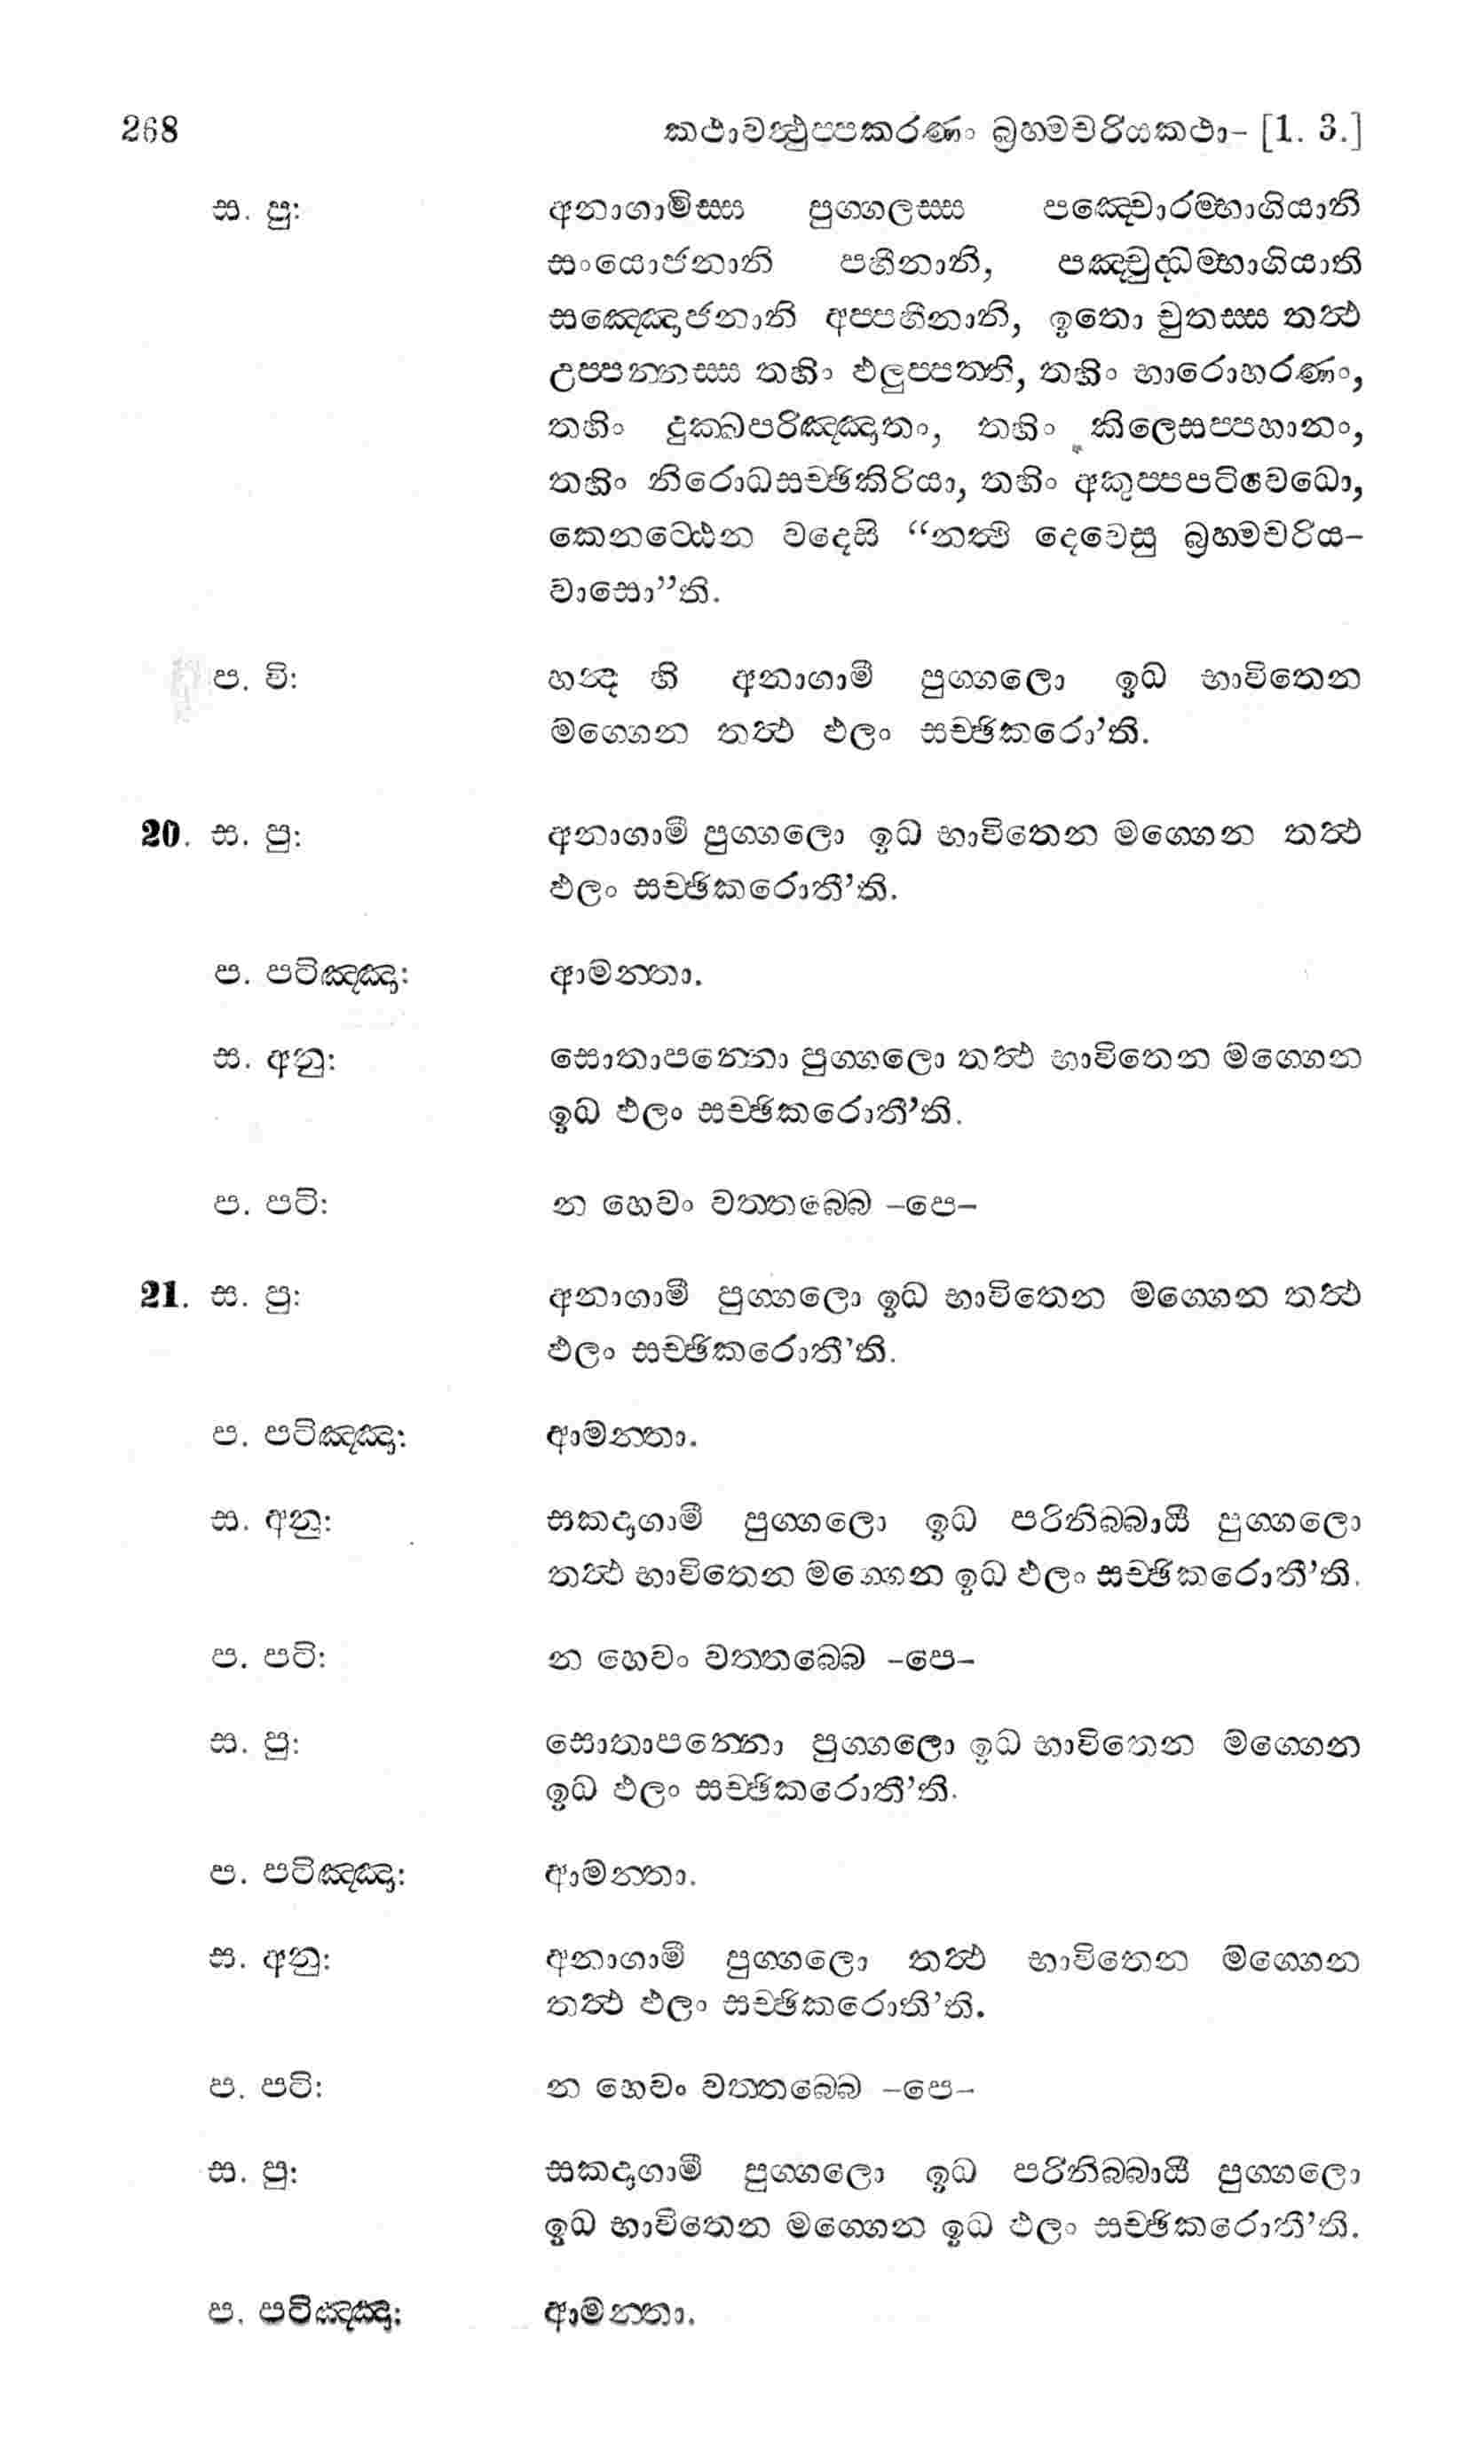 268 කථාවත්‍ථුප්පකරණං බ්‍රහ්මචරියකථා- [1. 3.]
ස. පු: අනාගාමිස්ස පුග්ගලස්ස පඤ්චොරම්භාගියානි
සංයොජනානි පහීනානි, පඤ්චුද්ධම්භාගියානි
සඤ්ඤොජනානි අප්පහීනානි, ඉතො චුතස්ස තත්‍ථ
උප්පන්නස්ස තහිං ඵලුප්පත්ති, තහිං භාරොහරණං,
තහිං දුක්ඛපරිඤ්ඤාතං, තහිං කිලෙසප්පහානං,
තහිං නිරොධසච්ඡිකිරියා, තහිං අකුප්පපටිවෙධො,
කෙනට්ඨෙන වදෙසි “නත්‍ථි දෙවෙසු බ්‍රහ්මචරිය-
වාසො”ති.
ප. වි: හන්‍ද හි අනාගාමී පුග්ගලො ඉධ භාවිතෙන
මග්ගෙන තත්‍ථ ඵලං සච්ඡිකරො’ති.
20. ස. පු: අනාගාමී පුග්ගලො ඉධ භාවිතෙන මග්ගෙන තත්‍ථ
ඵලං සච්ඡිකරොතී’ති.
ප. පටිඤ්ඤා: ආමන්තා.
ස. අනු: සොතාපන්නො පුග්ගලො තත්‍ථ භාවිතෙන මග්ගෙන
ඉධ ඵලං සච්ඡිකරොතී’ති.
ප. පටි: න හෙවං වත්තබ්බෙ -පෙ-
21. ස. පු: අනාගාමී පුග්ගලො ඉධ භාවිතෙන මග්ගෙන තත්‍ථ
ඵලං සච්ඡිකරොතී’ති.
ප. පටිඤ්ඤා: ආමන්තා.
ස. අනු: සකදාගාමී පුග්ගලො ඉධ පරිනිබ්බායී පුග්ගලො
තත්‍ථ භාවිතෙන මග්ගෙන ඉධ ඵලං සච්ඡිකරොතී’ති.
ප. පටි: න හෙවං වත්තබ්බෙ -පෙ-
ස. පු: සොතාපන්නො පුග්ගලො ඉධ භාවිතෙන මග්ගෙන
ඉධ ඵලං සච්ඡිකරොතී’ති.
ප. පටිඤ්ඤා: ආමන්තා.
ස. අනු: අනාගාමී පුග්ගලො තත්‍ථ භාවිතෙන මග්ගෙන
තත්‍ථ ඵලං සච්ඡිකරොති’ති.
ප. පටි: න හෙවං වත්තබ්බෙ -පෙ-
ස. පු: සකදාගාමී පුග්ගලො ඉධ පරිනිබ්බායී පුග්ගලො
ඉධ භාවිතෙන මග්ගෙන ඉධ ඵලං සච්ඡිකරොතී’ති.
ප. පටිඤ්ඤා: ආමන්තා.